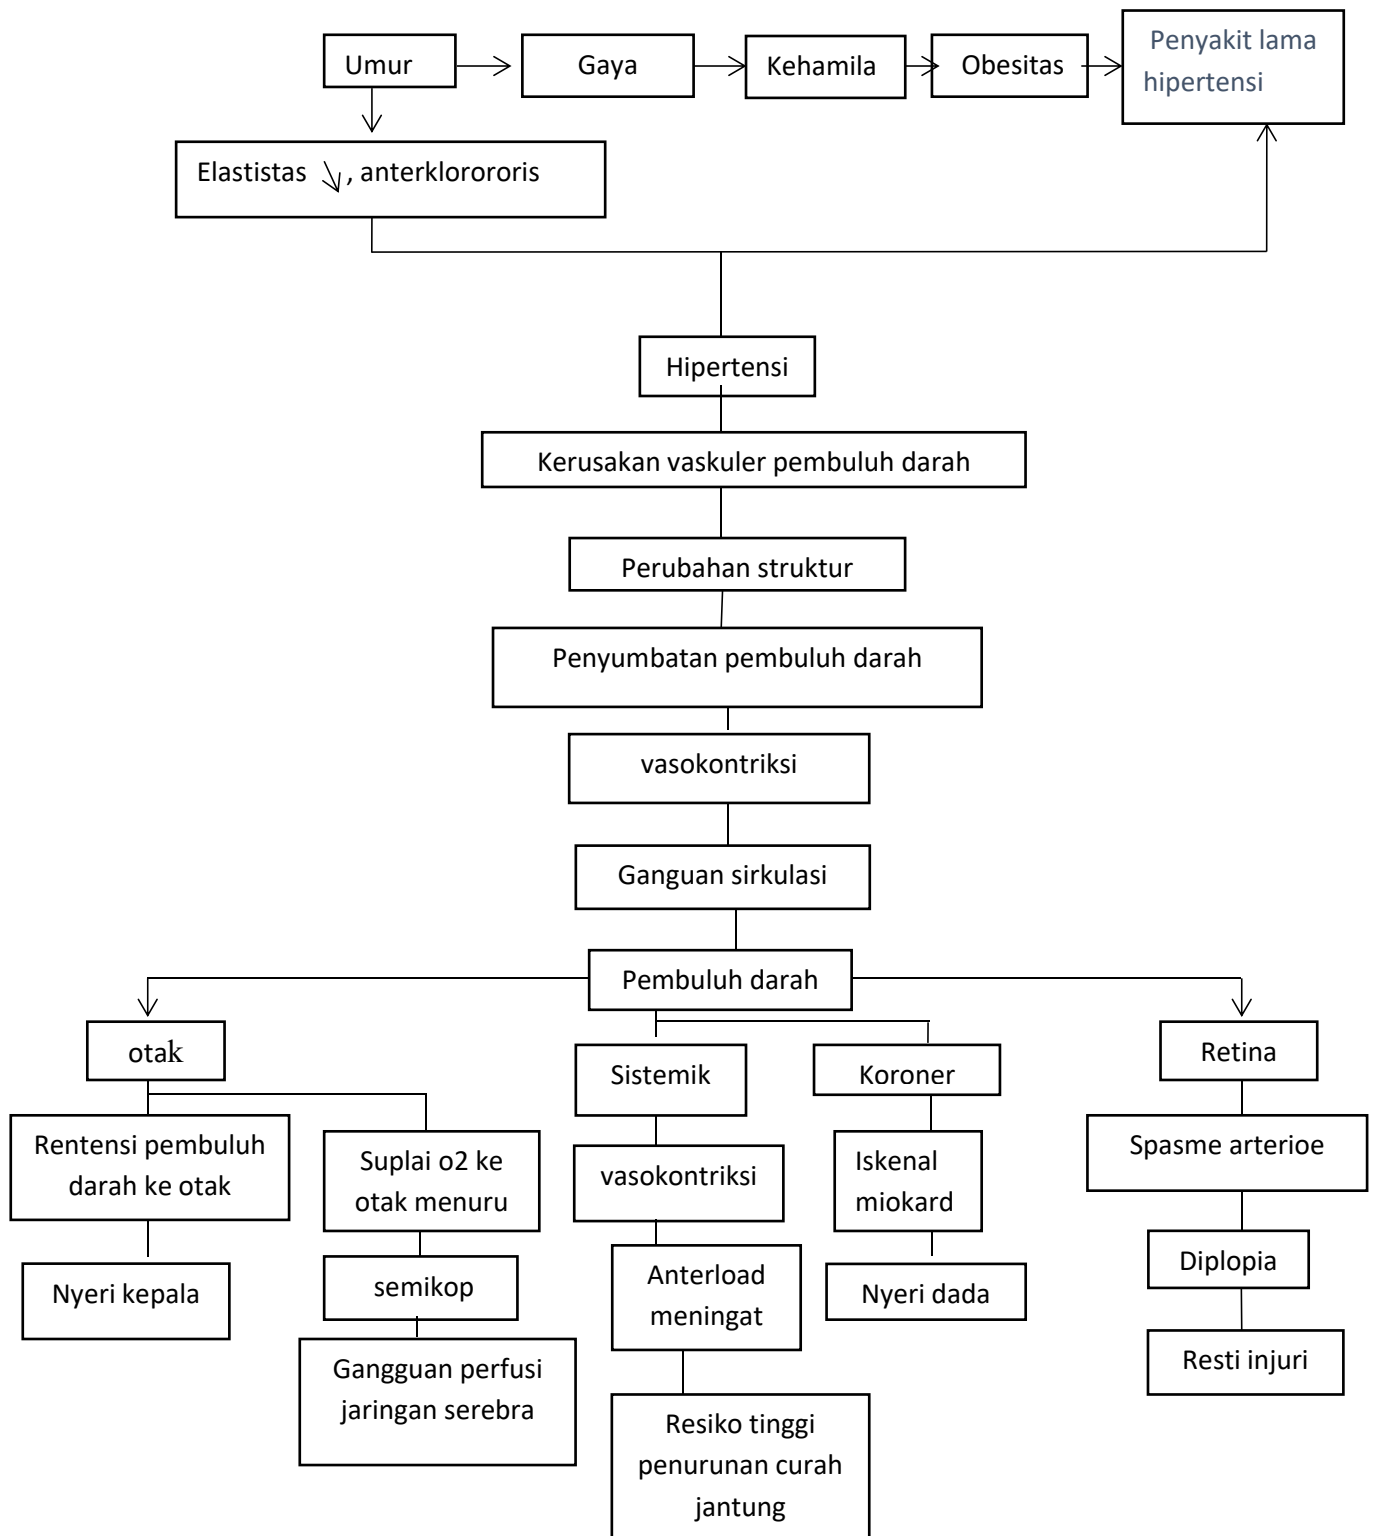 Umur
Gaya
Kehamila
Obesitas
Penyakit lama
hipertensi
Elastistas ↘, anterklorororis
Hipertensi
Kerusakan vaskuler pembuluh darah
Perubahan struktur
Penyumbatan pembuluh darah
vasokontriksi
Ganguan sirkulasi
Pembuluh darah
otak
Sistemik
Koroner
Retina
Rentensi pembuluh
darah ke otak
Suplai o2 ke
otak menuru
vasokontriksi
Iskenal
miokard
Spasme arterioe
Nyeri kepala
semikop
Anterload
meningat
Nyeri dada
Diplopia
Gangguan perfusi
jaringan serebra
Resiko tinggi
penurunan curah
jantung
Resti injuri